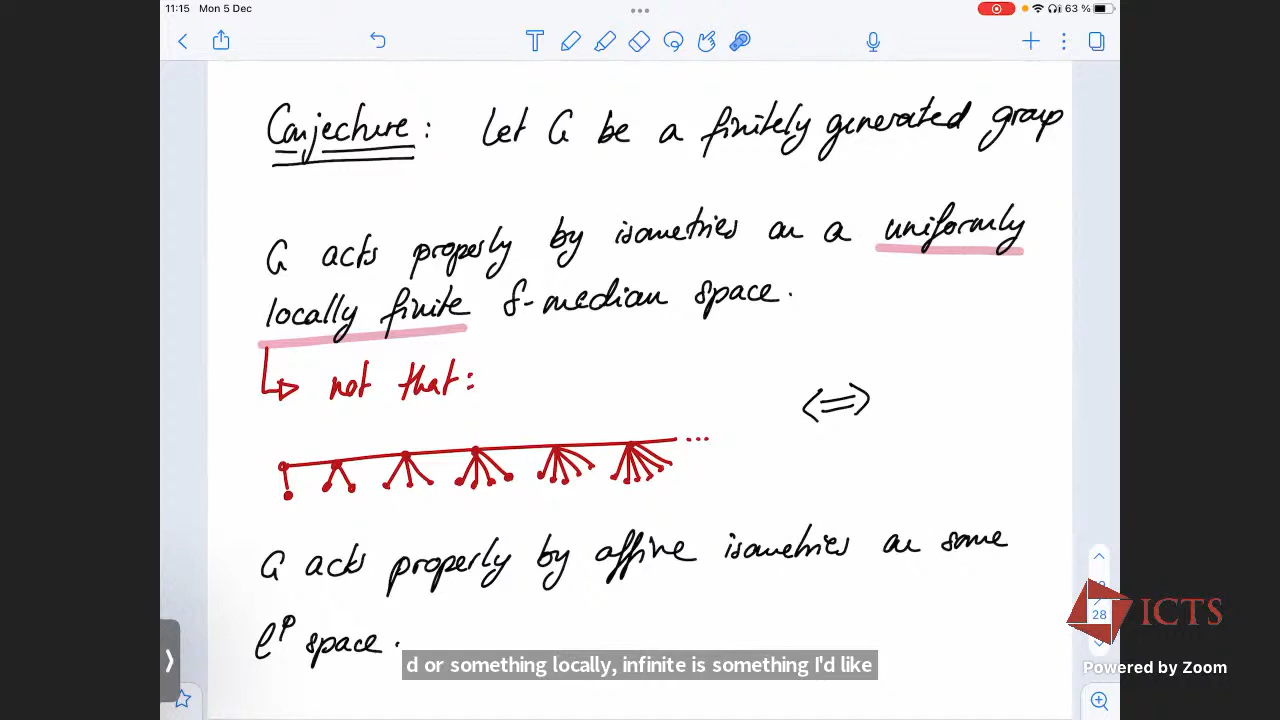 11:15 Mon 5 Dec
63 %
Conjecture: Let G be a finitely generated group
G acts properly by isometries on a uniformly
locally finite δ-median space.
↳ not that:
...
⟺
G acts properly by affine isometries on some
ℓᵖ space.
28
ICTS
d or something locally, infinite is something I'd like
Powered by Zoom